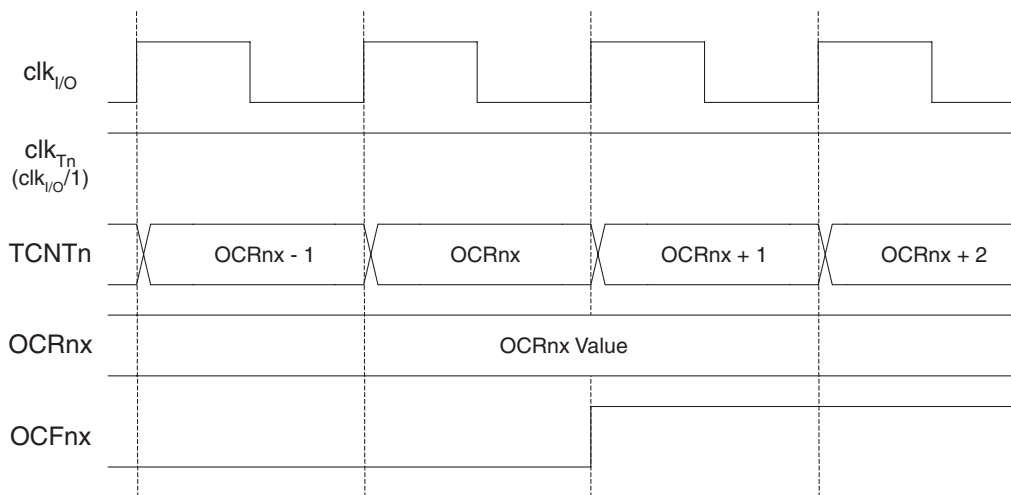 clkI/O
clkTn
(clkI/O/1)
TCNTn
OCRnx - 1
OCRnx
OCRnx + 1
OCRnx + 2
OCRnx
OCRnx Value
OCFnx